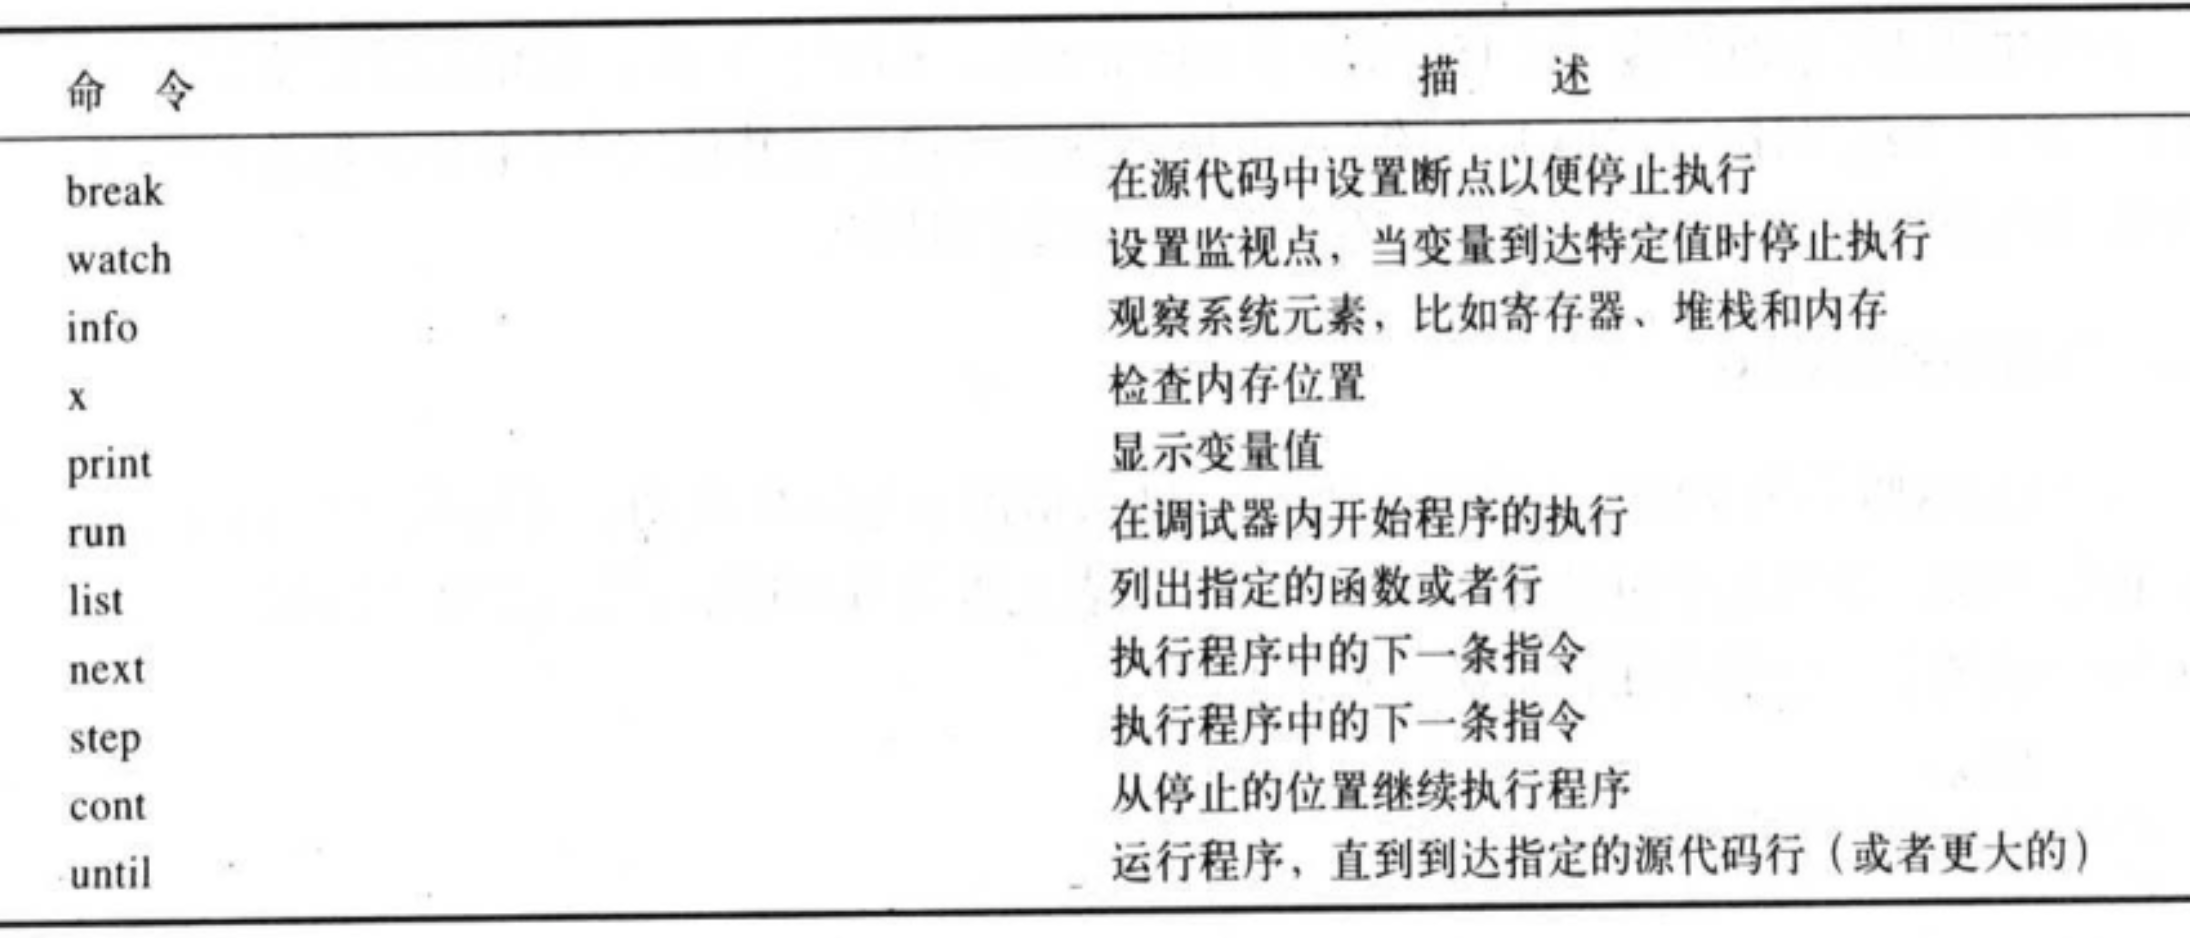 命 令 描 述
break 在源代码中设置断点以便停止执行
watch 设置监视点，当变量到达特定值时停止执行
info 观察系统元素，比如寄存器、堆栈和内存
x 检查内存位置
print 显示变量值
run 在调试器内开始程序的执行
list 列出指定的函数或者行
next 执行程序中的下一条指令
step 执行程序中的下一条指令
cont 从停止的位置继续执行程序
until 运行程序，直到到达指定的源代码行（或者更大的）